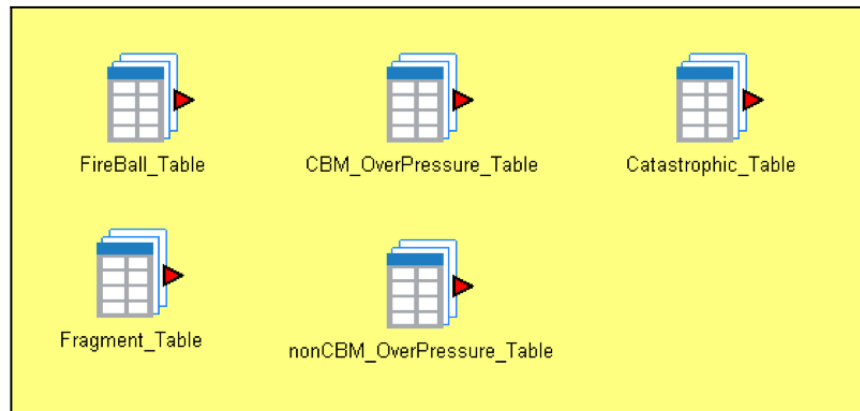 FireBall_Table
CBM_OverPressure_Table
Catastrophic_Table
Fragment_Table
nonCBM_OverPressure_Table